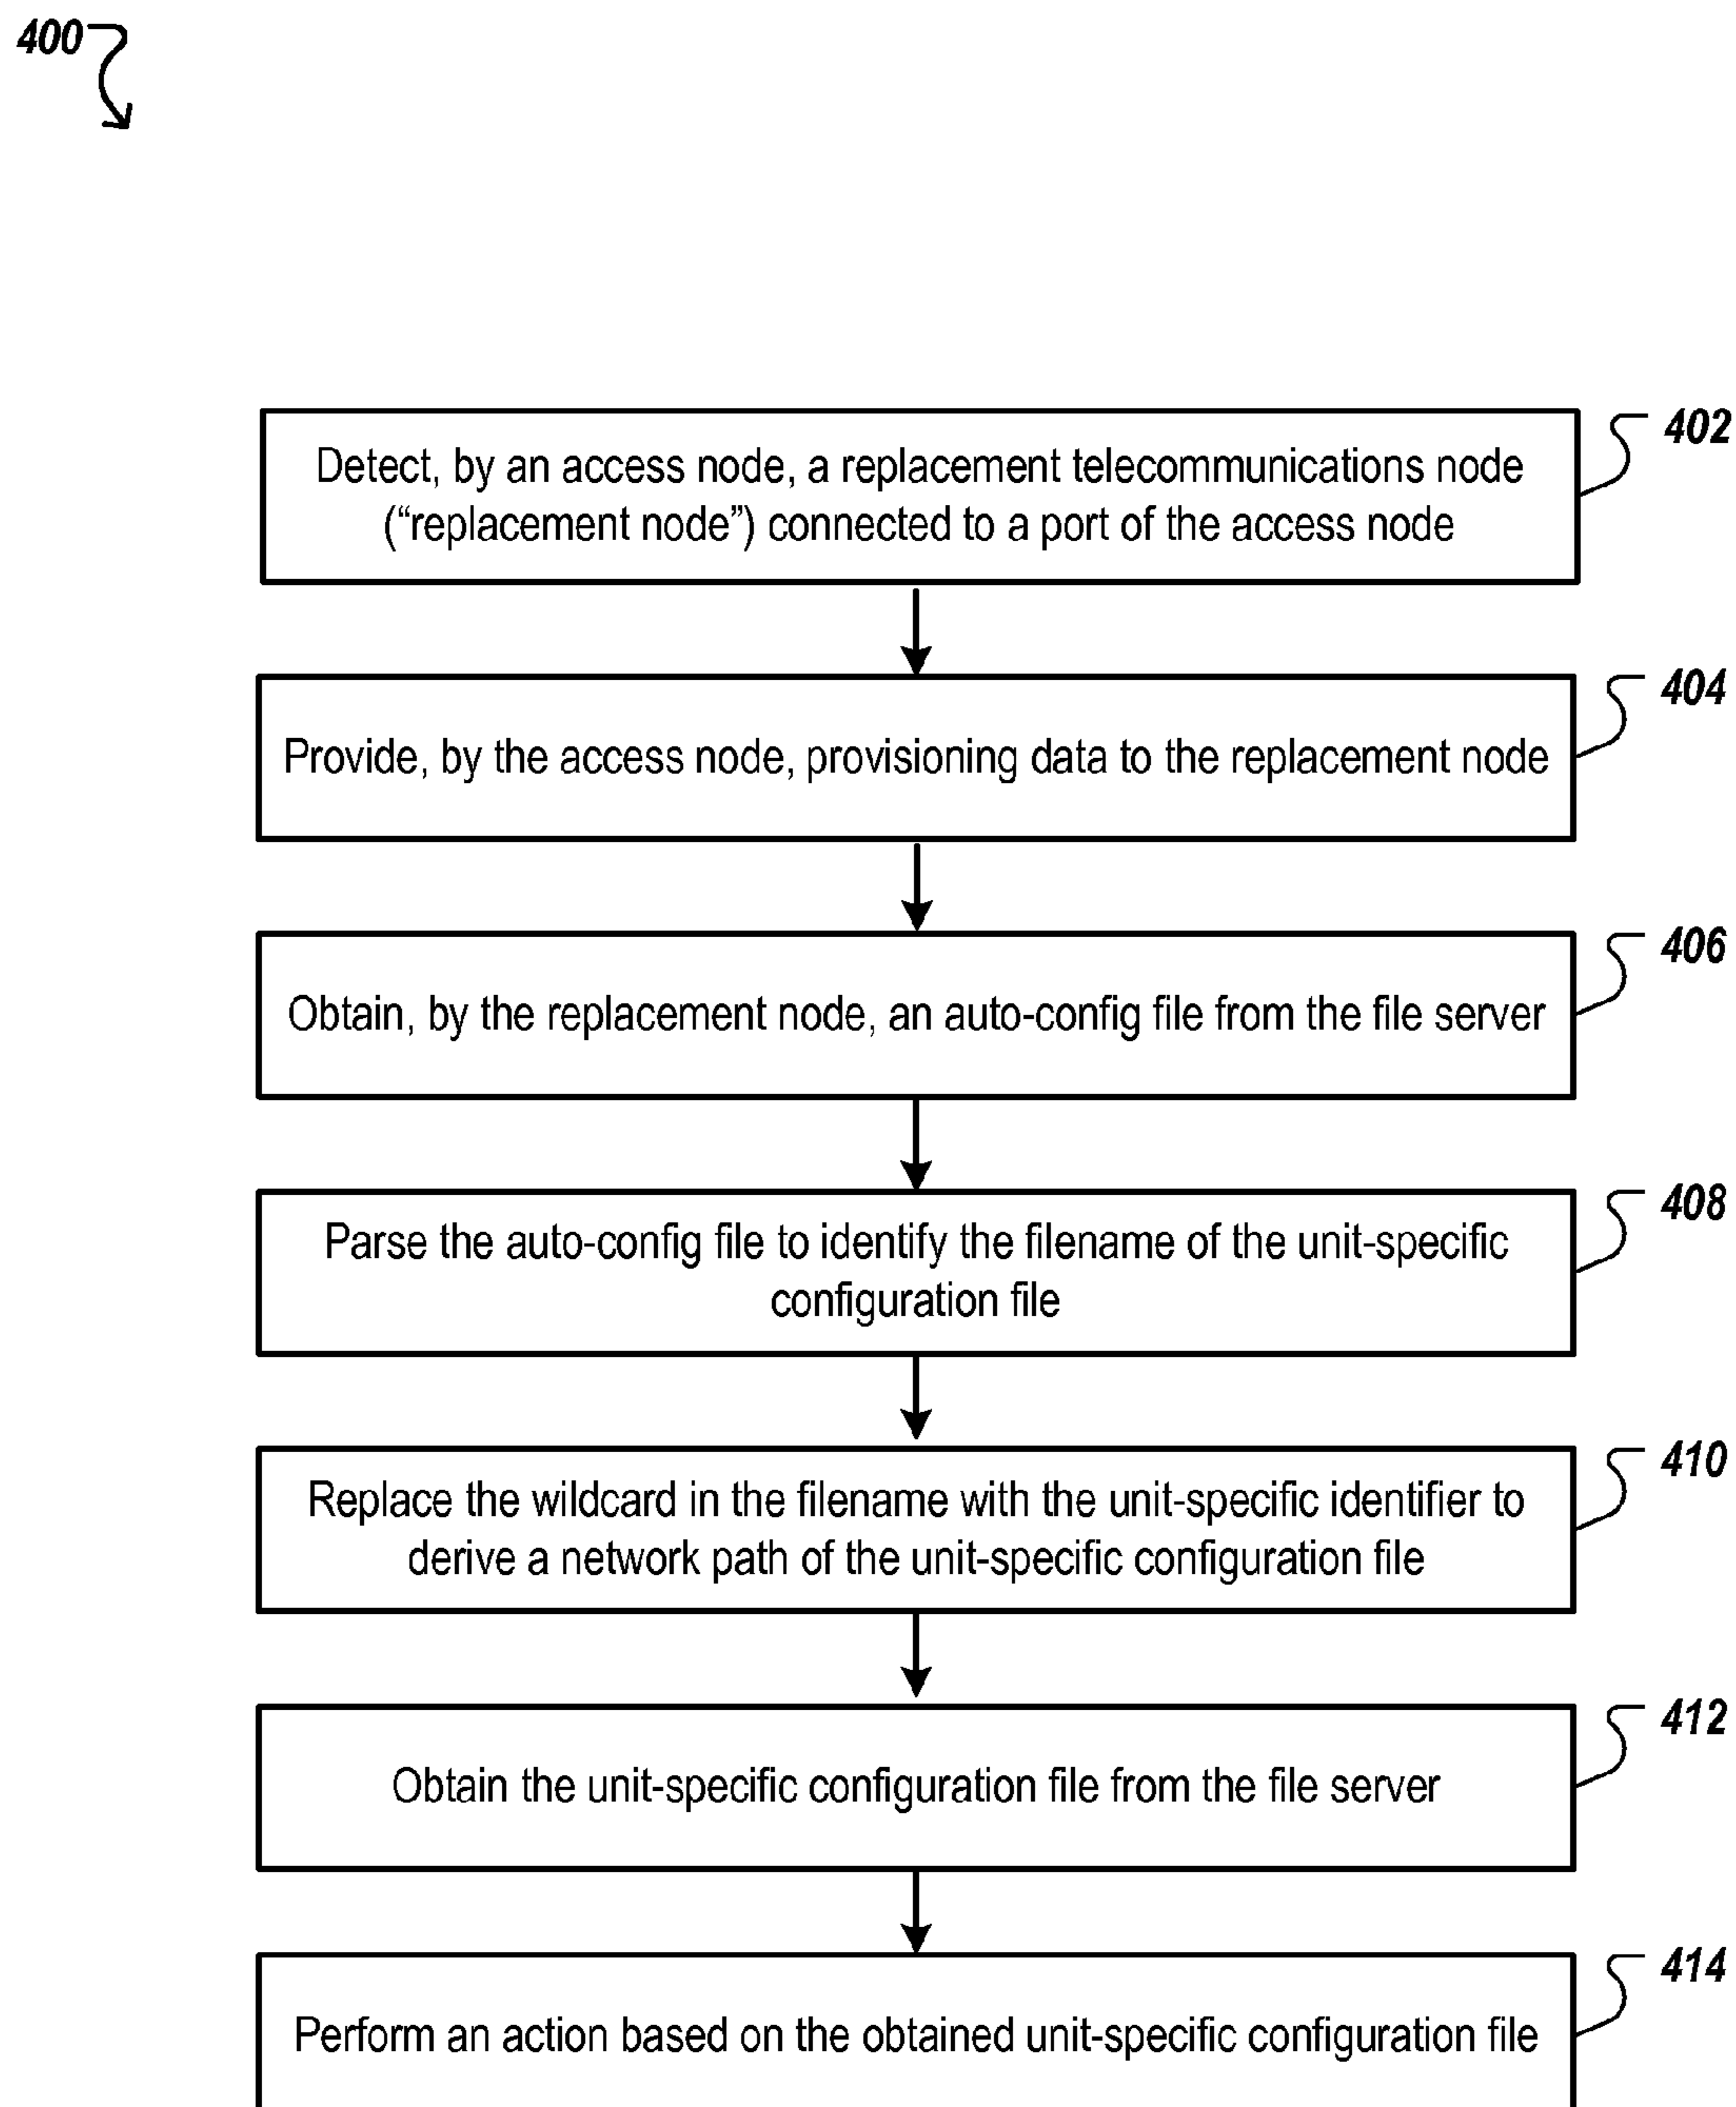 400
402
Detect, by an access node, a replacement telecommunications node
(“replacement node”) connected to a port of the access node
404
Provide, by the access node, provisioning data to the replacement node
406
Obtain, by the replacement node, an auto-config file from the file server
408
Parse the auto-config file to identify the filename of the unit-specific
configuration file
410
Replace the wildcard in the filename with the unit-specific identifier to
derive a network path of the unit-specific configuration file
412
Obtain the unit-specific configuration file from the file server
414
Perform an action based on the obtained unit-specific configuration file